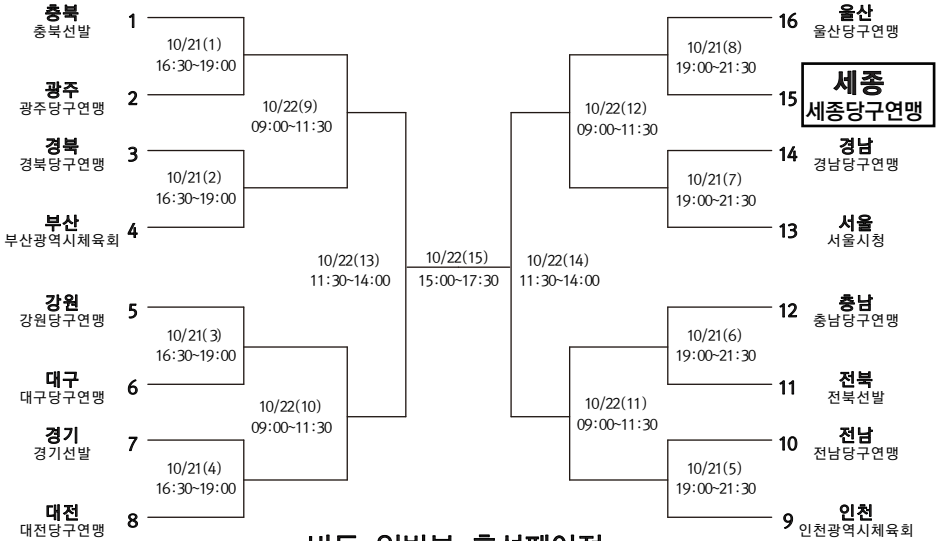 충북
충북선발
1
10/21(1)
16:30~19:00
광주
광주당구연맹
2
10/22(9)
09:00~11:30
경북
경북당구연맹
3
10/21(2)
16:30~19:00
부산
부산광역시체육회
4
10/22(13)
11:30~14:00
강원
강원당구연맹
5
10/21(3)
16:30~19:00
대구
대구당구연맹
6
10/22(10)
09:00~11:30
경기
경기선발
7
10/21(4)
16:30~19:00
대전
대전당구연맹
8
10/22(15)
15:00~17:30
16
울산
울산당구연맹
10/21(8)
19:00~21:30
15
세종
세종당구연맹
10/22(12)
09:00~11:30
14
경남
경남당구연맹
10/21(7)
19:00~21:30
13
서울
서울시청
10/22(14)
11:30~14:00
12
충남
충남당구연맹
10/21(6)
19:00~21:30
11
전북
전북선발
10/22(11)
09:00~11:30
10
전남
전남당구연맹
10/21(5)
19:00~21:30
9
인천
인천광역시체육회